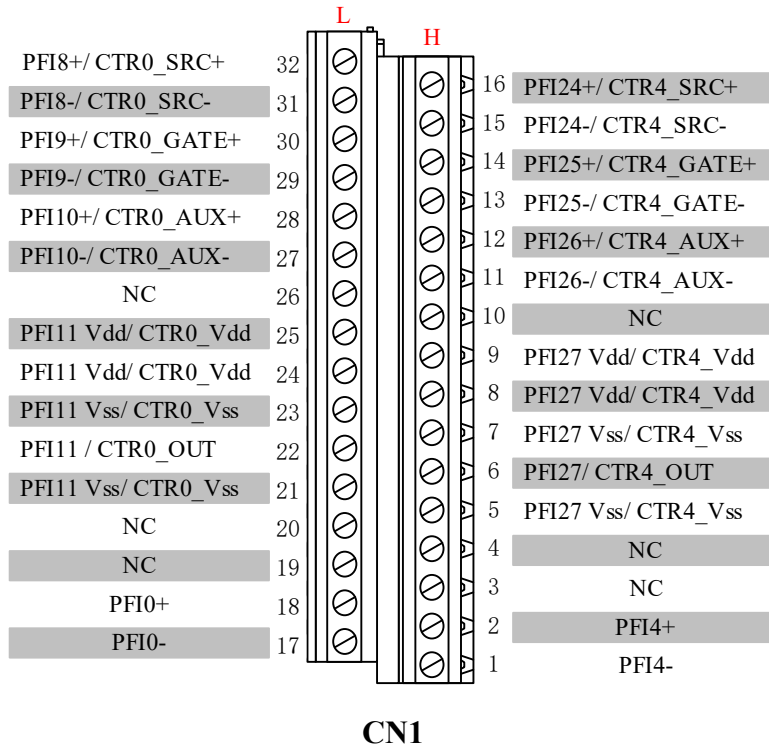 L
H
PFI8+/ CTR0_SRC+ 32
PFI8-/ CTR0_SRC- 31
PFI9+/ CTR0_GATE+ 30
PFI9-/ CTR0_GATE- 29
PFI10+/ CTR0_AUX+ 28
PFI10-/ CTR0_AUX- 27
NC 26
PFI11 Vdd/ CTR0_Vdd 25
PFI11 Vdd/ CTR0_Vdd 24
PFI11 Vss/ CTR0_Vss 23
PFI11 / CTR0_OUT 22
PFI11 Vss/ CTR0_Vss 21
NC 20
NC 19
PFI0+ 18
PFI0- 17
16 PFI24+/ CTR4_SRC+
15 PFI24-/ CTR4_SRC-
14 PFI25+/ CTR4_GATE+
13 PFI25-/ CTR4_GATE-
12 PFI26+/ CTR4_AUX+
11 PFI26-/ CTR4_AUX-
10 NC
9 PFI27 Vdd/ CTR4_Vdd
8 PFI27 Vdd/ CTR4_Vdd
7 PFI27 Vss/ CTR4_Vss
6 PFI27/ CTR4_OUT
5 PFI27 Vss/ CTR4_Vss
4 NC
3 NC
2 PFI4+
1 PFI4-
CN1